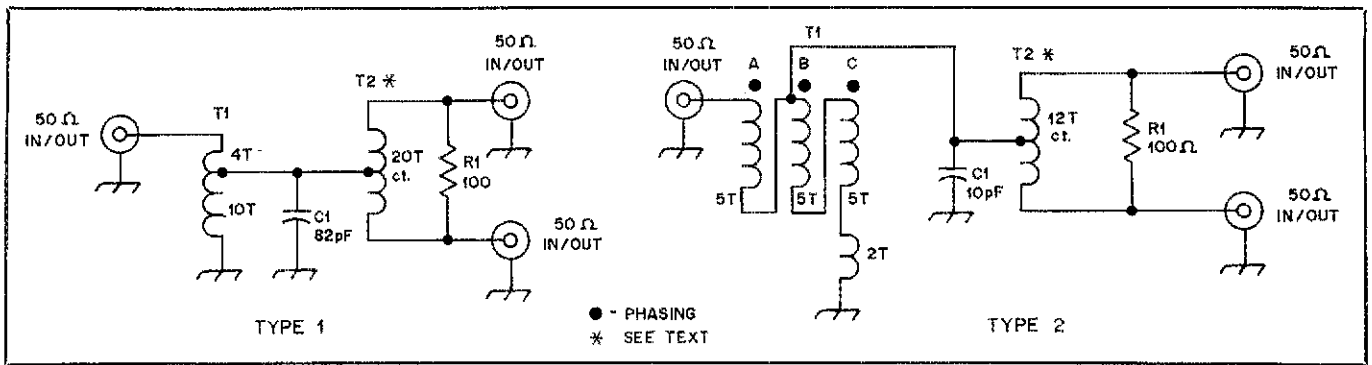 50Ω
IN/OUT
T1
4T
10T
C1
82pF
T2 *
20T
ct.
R1
100
50Ω
IN/OUT
50Ω
IN/OUT
TYPE 1
50Ω
IN/OUT
A
B
C
T1
5T
5T
5T
2T
C1
10pF
T2 *
12T
ct.
R1
100Ω
50Ω
IN/OUT
50Ω
IN/OUT
TYPE 2
● - PHASING
* SEE TEXT